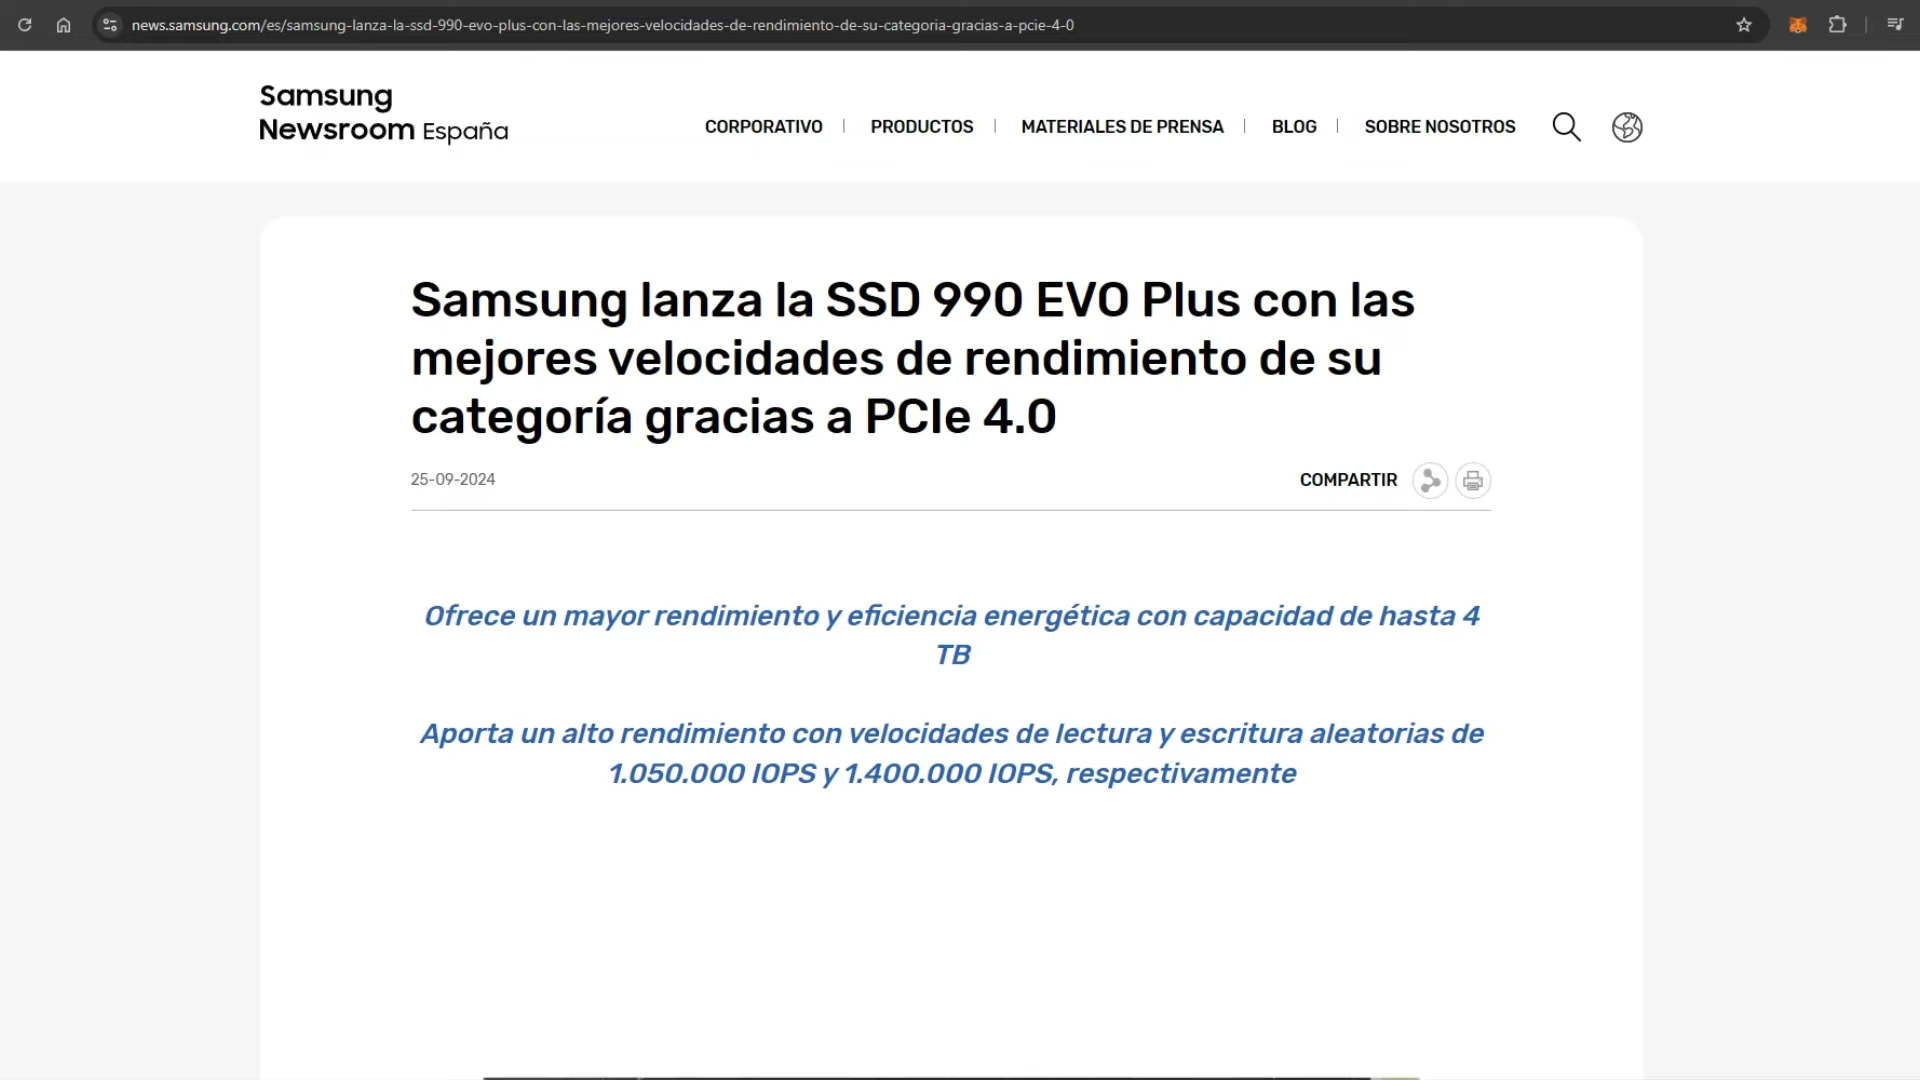 news.samsung.com/es/samsung-lanza-la-ssd-990-evo-plus-con-las-mejores-velocidades-de-rendimiento-de-su-categoria-gracias-a-pcie-4-0
Samsung
Newsroom España
CORPORATIVO
PRODUCTOS
MATERIALES DE PRENSA
BLOG
SOBRE NOSOTROS
Samsung lanza la SSD 990 EVO Plus con las
mejores velocidades de rendimiento de su
categoría gracias a PCIe 4.0
25-09-2024
COMPARTIR
Ofrece un mayor rendimiento y eficiencia energética con capacidad de hasta 4
TB
Aporta un alto rendimiento con velocidades de lectura y escritura aleatorias de
1.050.000 IOPS y 1.400.000 IOPS, respectivamente